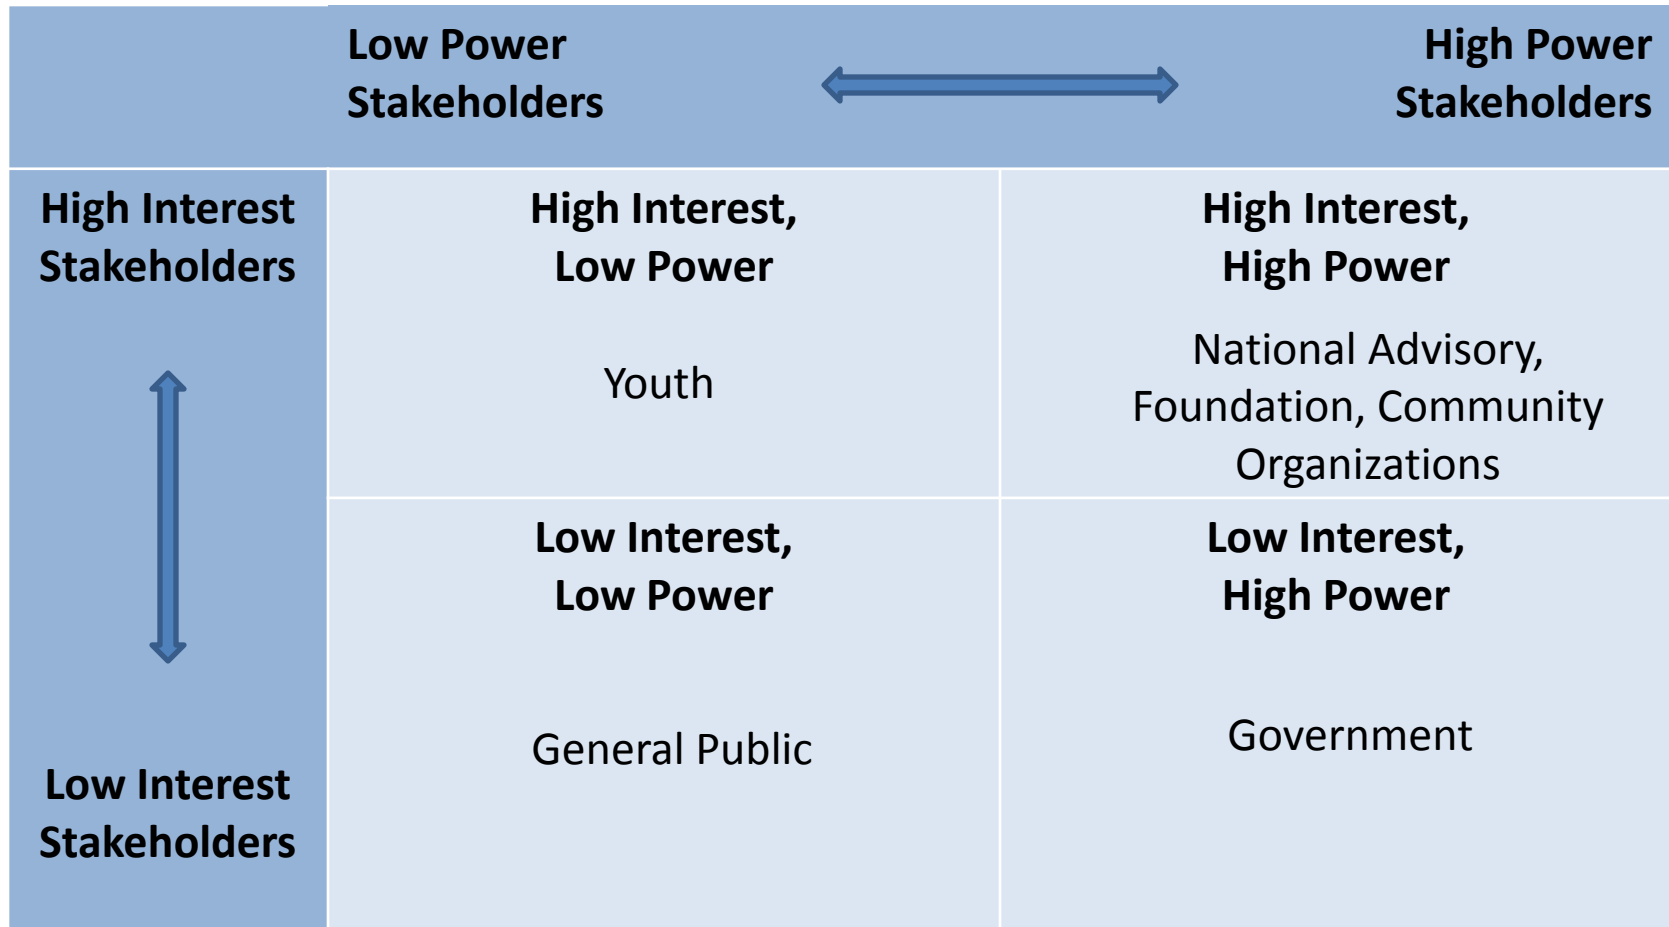 Low Power
Stakeholders
High Power
Stakeholders
High Interest
Stakeholders
High Interest,
Low Power
Youth
High Interest,
High Power
National Advisory,
Foundation, Community
Organizations
Low Interest
Stakeholders
Low Interest,
Low Power
General Public
Low Interest,
High Power
Government